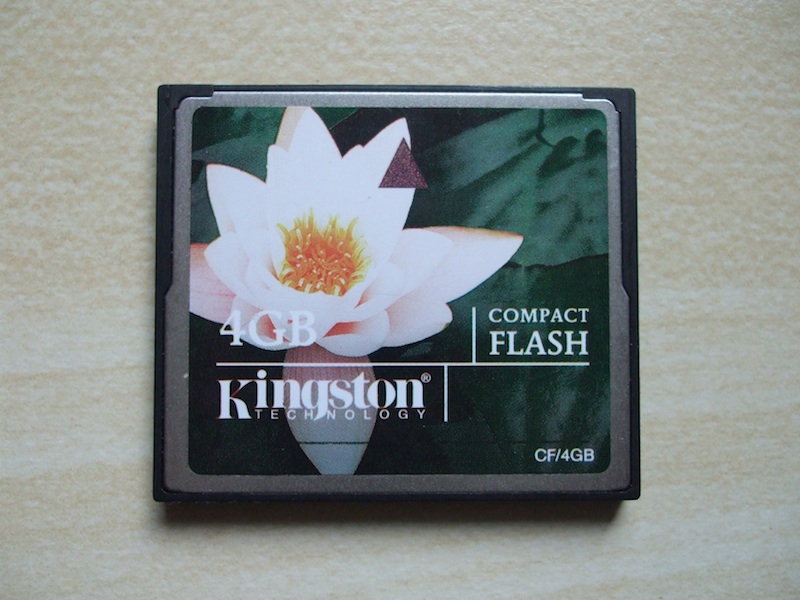 4GB
COMPACT
FLASH
Kingston®
TECHNOLOGY
CF/4GB